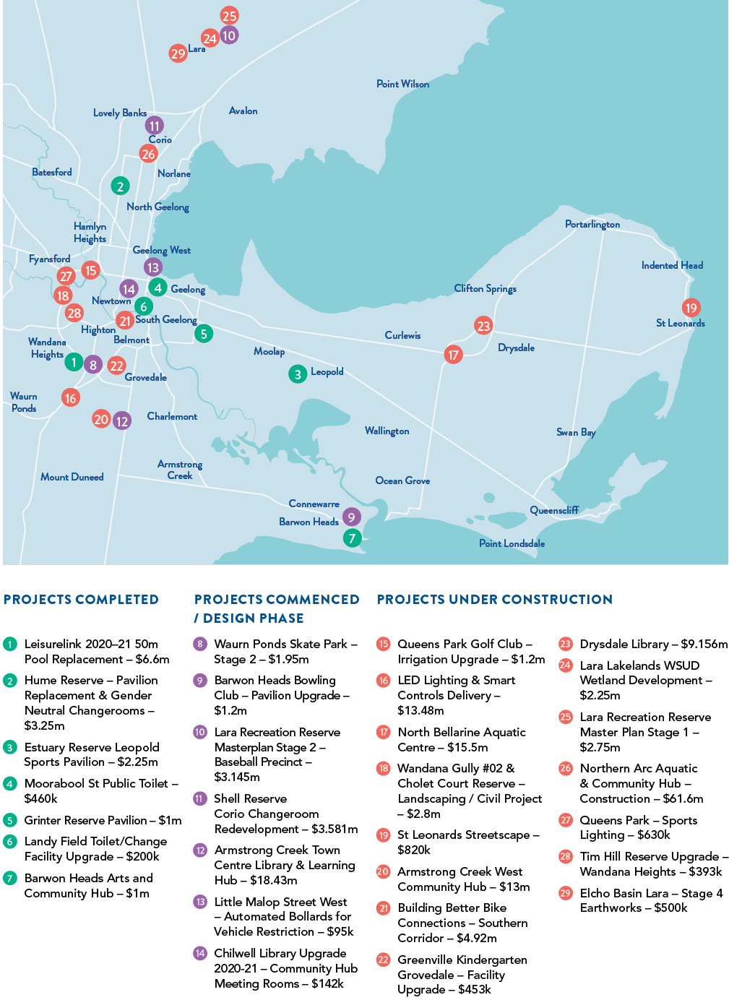 25
10
24
29
Lara
Point Wilson
Avalon
Lovely Banks
11
Corio
26
Batesford
Norlane
2
North Geelong
Portarlington
Hamlyn
Heights
Geelong West
Fyansford
Indented Head
13
15
27
4
14
Geelong
Clifton Springs
18
Newtown
6
19
28
21
South Geelong
St Leonards
23
Highton
5
Curlewis
Belmont
Wandana
Heights
Drysdale
Moolap
17
1
8
22
3
Leopold
Grovedale
16
Waurn
Ponds
20
12
Charlemont
Wallington
Swan Bay
Armstrong
Creek
Mount Duneed
Ocean Grove
Connewarre
Queenscliff
9
Barwon Heads
7
Point Londsdale
PROJECTS COMPLETED
1 Leisurelink 2020–21 50m
Pool Replacement – $6.6m
2 Hume Reserve – Pavilion
Replacement & Gender
Neutral Changerooms –
$3.25m
3 Estuary Reserve Leopold
Sports Pavilion – $2.25m
4 Moorabool St Public Toilet –
$460k
5 Grinter Reserve Pavilion – $1m
6 Landy Field Toilet/Change
Facility Upgrade – $200k
7 Barwon Heads Arts and
Community Hub – $1m
PROJECTS COMMENCED
/ DESIGN PHASE
8 Waurn Ponds Skate Park –
Stage 2 – $1.95m
9 Barwon Heads Bowling
Club – Pavilion Upgrade –
$1.2m
10 Lara Recreation Reserve
Masterplan Stage 2 –
Baseball Precinct –
$3.145m
11 Shell Reserve
Corio Changeroom
Redevelopment – $3.581m
12 Armstrong Creek Town
Centre Library & Learning
Hub – $18.43m
13 Little Malop Street West
– Automated Bollards for
Vehicle Restriction – $95k
14 Chilwell Library Upgrade
2020-21 – Community Hub
Meeting Rooms – $142k
PROJECTS UNDER CONSTRUCTION
15 Queens Park Golf Club –
Irrigation Upgrade – $1.2m
16 LED Lighting & Smart
Controls Delivery –
$13.48m
17 North Bellarine Aquatic
Centre – $15.5m
18 Wandana Gully #02 &
Cholet Court Reserve –
Landscaping / Civil Project
– $2.8m
19 St Leonards Streetscape –
$820k
20 Armstrong Creek West
Community Hub – $13m
21 Building Better Bike
Connections – Southern
Corridor – $4.92m
22 Greenville Kindergarten
Grovedale – Facility
Upgrade – $453k
23 Drysdale Library – $9.156m
24 Lara Lakelands WSUD
Wetland Development –
$2.25m
25 Lara Recreation Reserve
Master Plan Stage 1 –
$2.75m
26 Northern Arc Aquatic
& Community Hub –
Construction – $61.6m
27 Queens Park – Sports
Lighting – $630k
28 Tim Hill Reserve Upgrade –
Wandana Heights – $393k
29 Elcho Basin Lara – Stage 4
Earthworks – $500k